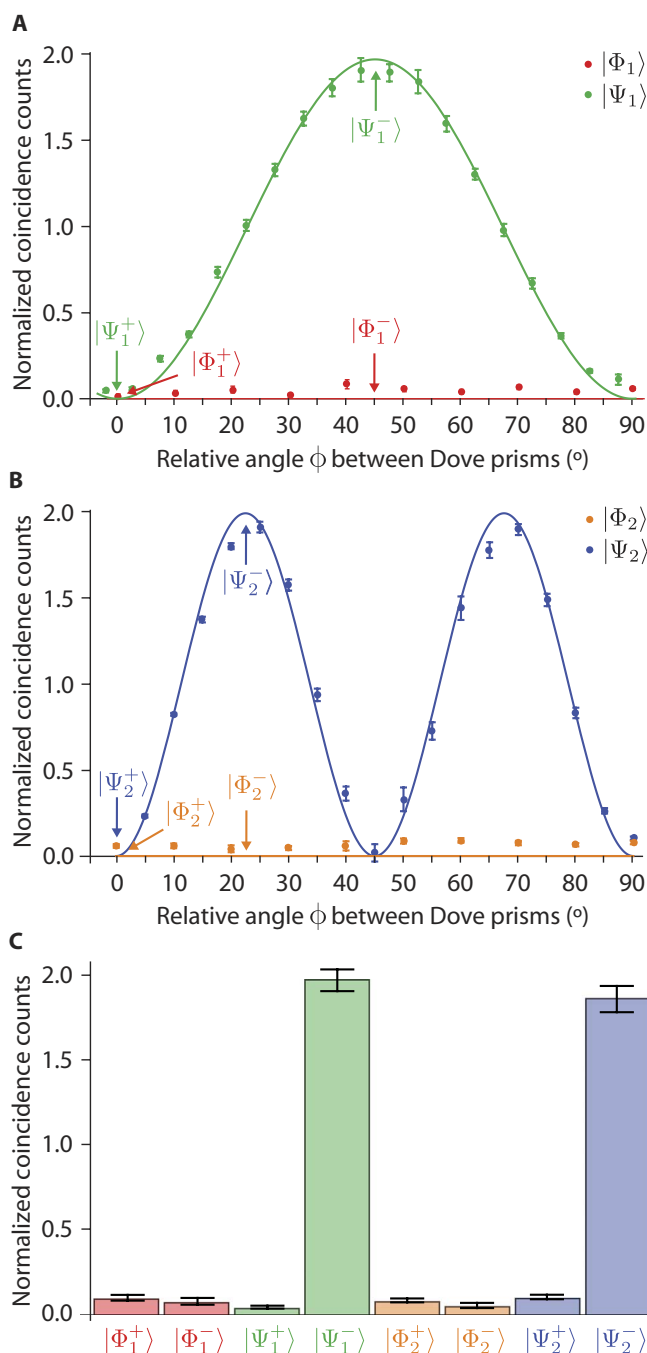 A
Normalized coincidence counts
2.0
1.5
1.0
0.5
0.0
|Φ₁⟩
|Ψ₁⟩
|Ψ₁⁻⟩
|Ψ₁⁺⟩
|Φ₁⁺⟩
|Φ₁⁻⟩
0 10 20 30 40 50 60 70 80 90
Relative angle ϕ between Dove prisms (º)
B
Normalized coincidence counts
2.0
1.5
1.0
0.5
0.0
|Φ₂⟩
|Ψ₂⟩
|Ψ₂⁻⟩
|Ψ₂⁺⟩
|Φ₂⁺⟩
|Φ₂⁻⟩
0 10 20 30 40 50 60 70 80 90
Relative angle ϕ between Dove prisms (º)
C
Normalized coincidence counts
2.0
1.5
1.0
0.5
0.0
|Φ₁⁺⟩ |Φ₁⁻⟩ |Ψ₁⁺⟩ |Ψ₁⁻⟩ |Φ₂⁺⟩ |Φ₂⁻⟩ |Ψ₂⁺⟩ |Ψ₂⁻⟩